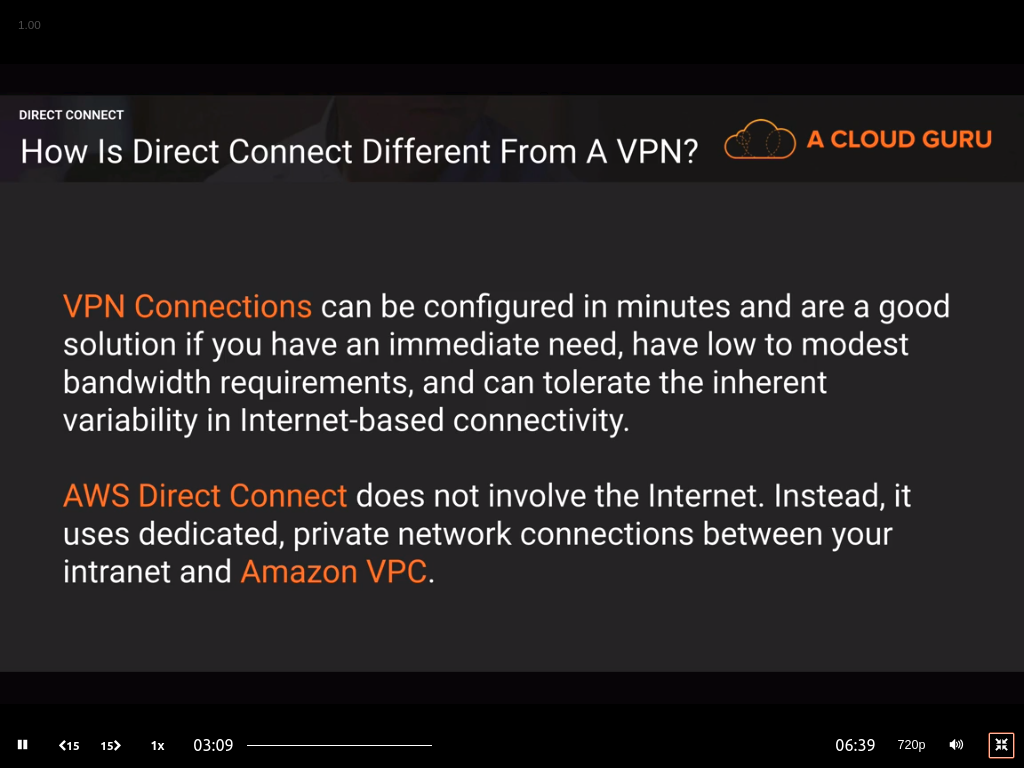 1.00
DIRECT CONNECT
How Is Direct Connect Different From A VPN?
A CLOUD GURU
VPN Connections can be configured in minutes and are a good
solution if you have an immediate need, have low to modest
bandwidth requirements, and can tolerate the inherent
variability in Internet-based connectivity.
AWS Direct Connect does not involve the Internet. Instead, it
uses dedicated, private network connections between your
intranet and Amazon VPC.
15 15 1x 03:09 06:39 720p